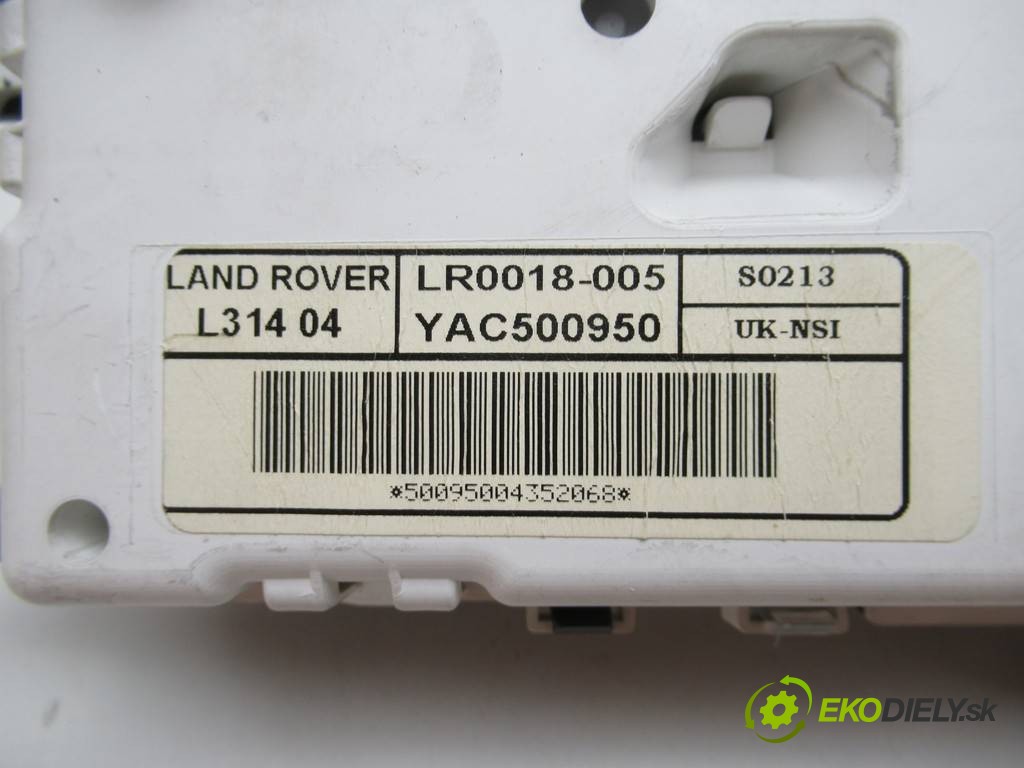 LAND ROVER
L314 04
LR0018-005
YAC500950
S0213
UK-NSI
*50095004352068*
EKODIELY.sk